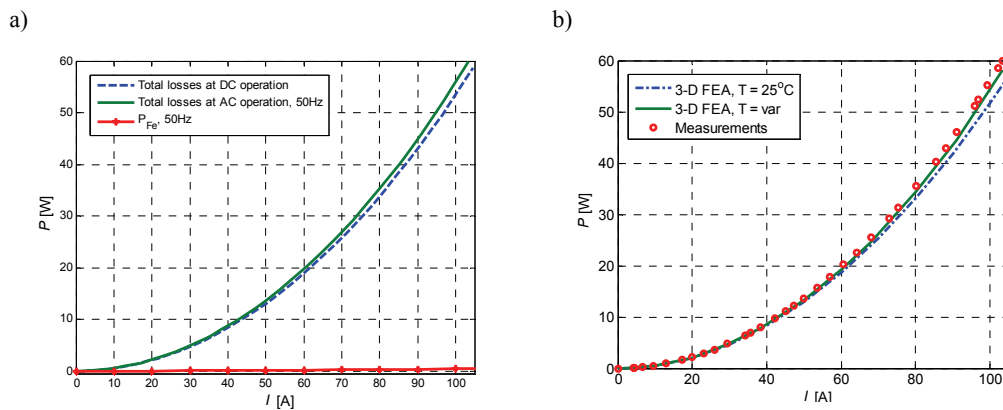 a)
60
50
40
30
20
10
0
P [W]
Total losses at DC operation
Total losses at AC operation, 50Hz
P_Fe, 50Hz
0 10 20 30 40 50 60 70 80 90 100
I [A]
b)
60
50
40
30
20
10
0
P [W]
3-D FEA, T = 25°C
3-D FEA, T = var
Measurements
0 20 40 60 80 100
I [A]